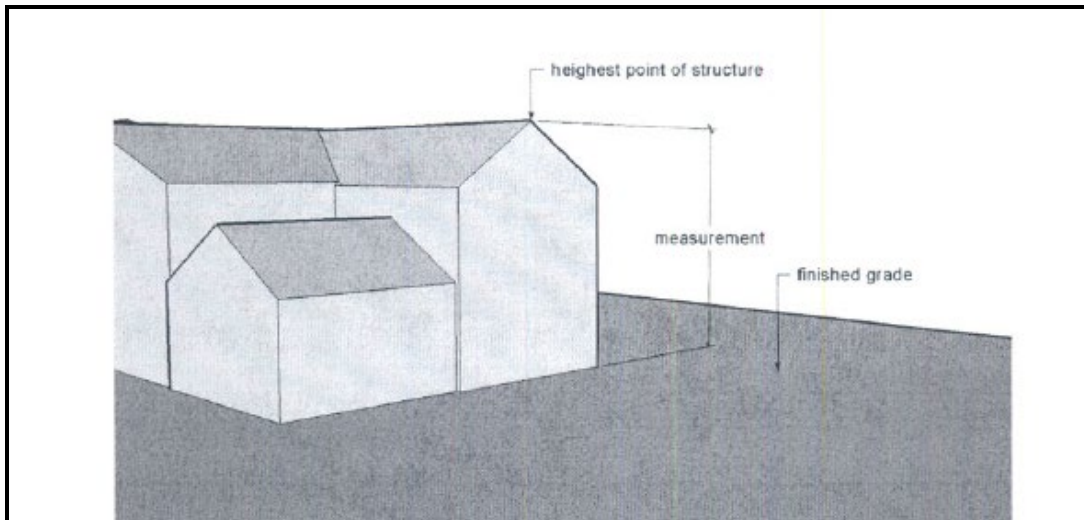 heighest point of structure
measurement
finished grade